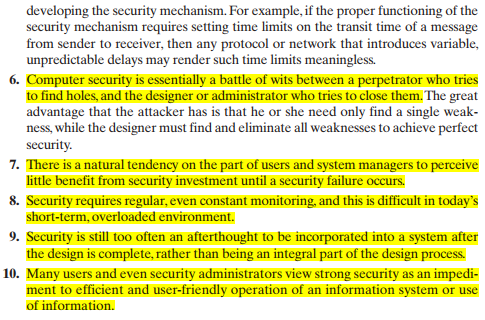 developing the security mechanism. For example, if the proper functioning of the
security mechanism requires setting time limits on the transit time of a message
from sender to receiver, then any protocol or network that introduces variable,
unpredictable delays may render such time limits meaningless.
6. Computer security is essentially a battle of wits between a perpetrator who tries
to find holes, and the designer or administrator who tries to close them. The great
advantage that the attacker has is that he or she need only find a single weak-
ness, while the designer must find and eliminate all weaknesses to achieve perfect
security.
7. There is a natural tendency on the part of users and system managers to perceive
little benefit from security investment until a security failure occurs.
8. Security requires regular, even constant monitoring, and this is difficult in today's
short-term, overloaded environment.
9. Security is still too often an afterthought to be incorporated into a system after
the design is complete, rather than being an integral part of the design process.
10. Many users and even security administrators view strong security as an impedi-
ment to efficient and user-friendly operation of an information system or use
of information.